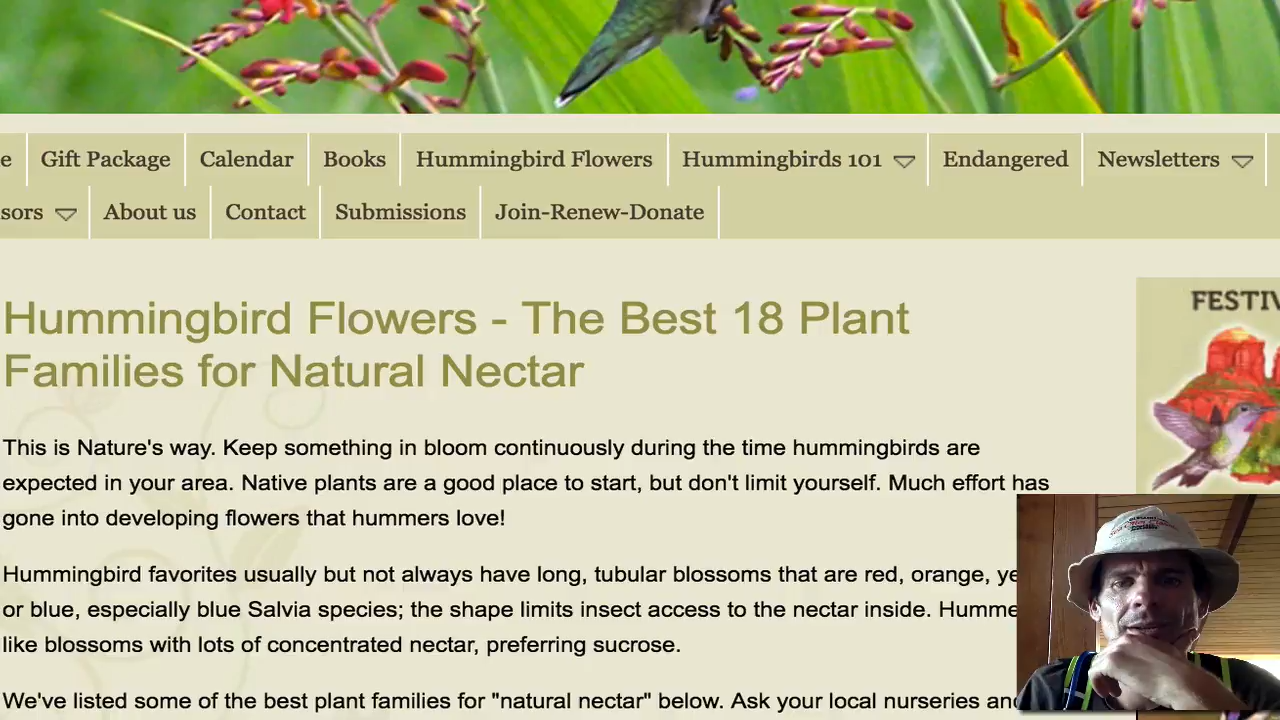 e Gift Package Calendar Books Hummingbird Flowers Hummingbirds 101 Endangered Newsletters
sors About us Contact Submissions Join-Renew-Donate
Hummingbird Flowers - The Best 18 Plant
Families for Natural Nectar
FESTIV
This is Nature's way. Keep something in bloom continuously during the time hummingbirds are
expected in your area. Native plants are a good place to start, but don't limit yourself. Much effort has
gone into developing flowers that hummers love!
Hummingbird favorites usually but not always have long, tubular blossoms that are red, orange, ye
or blue, especially blue Salvia species; the shape limits insect access to the nectar inside. Humme
like blossoms with lots of concentrated nectar, preferring sucrose.
We've listed some of the best plant families for "natural nectar" below. Ask your local nurseries and